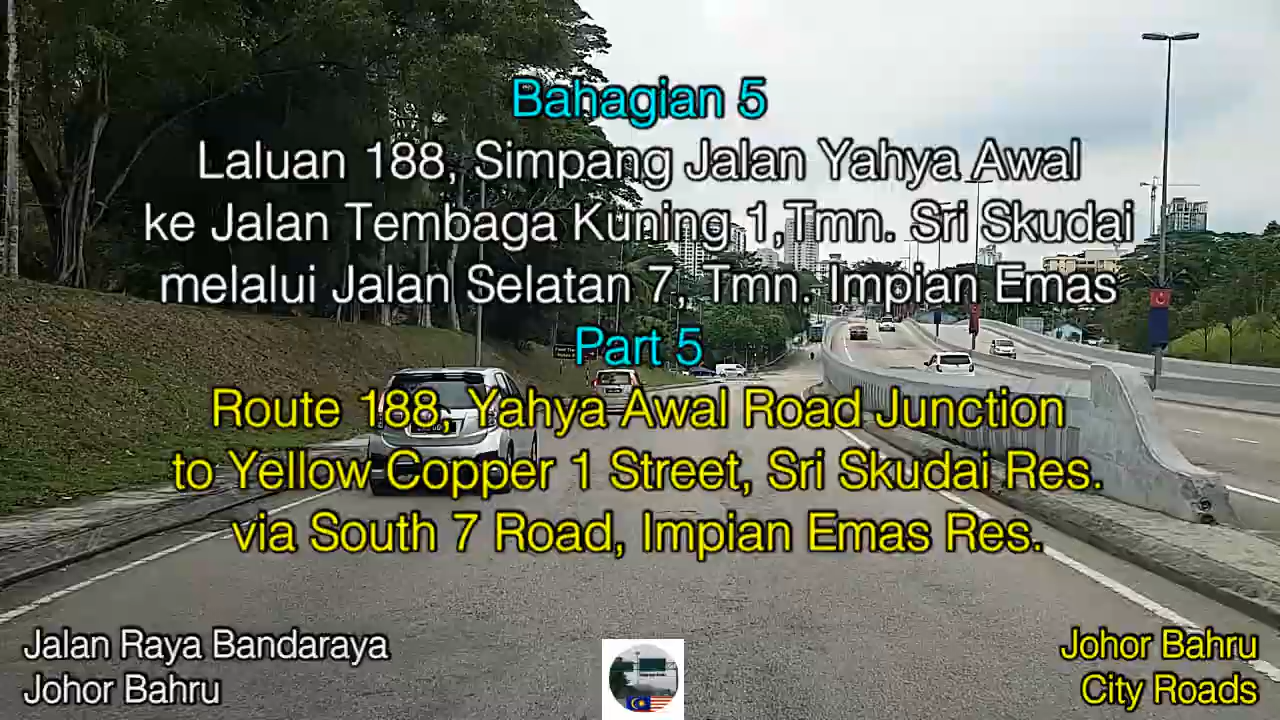 Bahagian 5
Laluan 188, Simpang Jalan Yahya Awal
ke Jalan Tembaga Kuning 1,Tmn. Sri Skudai
melalui Jalan Selatan 7, Tmn. Impian Emas
Part 5
Route 188, Yahya Awal Road Junction
to Yellow Copper 1 Street, Sri Skudai Res.
via South 7 Road, Impian Emas Res.
Jalan Raya Bandaraya
Johor Bahru
Johor Bahru
City Roads